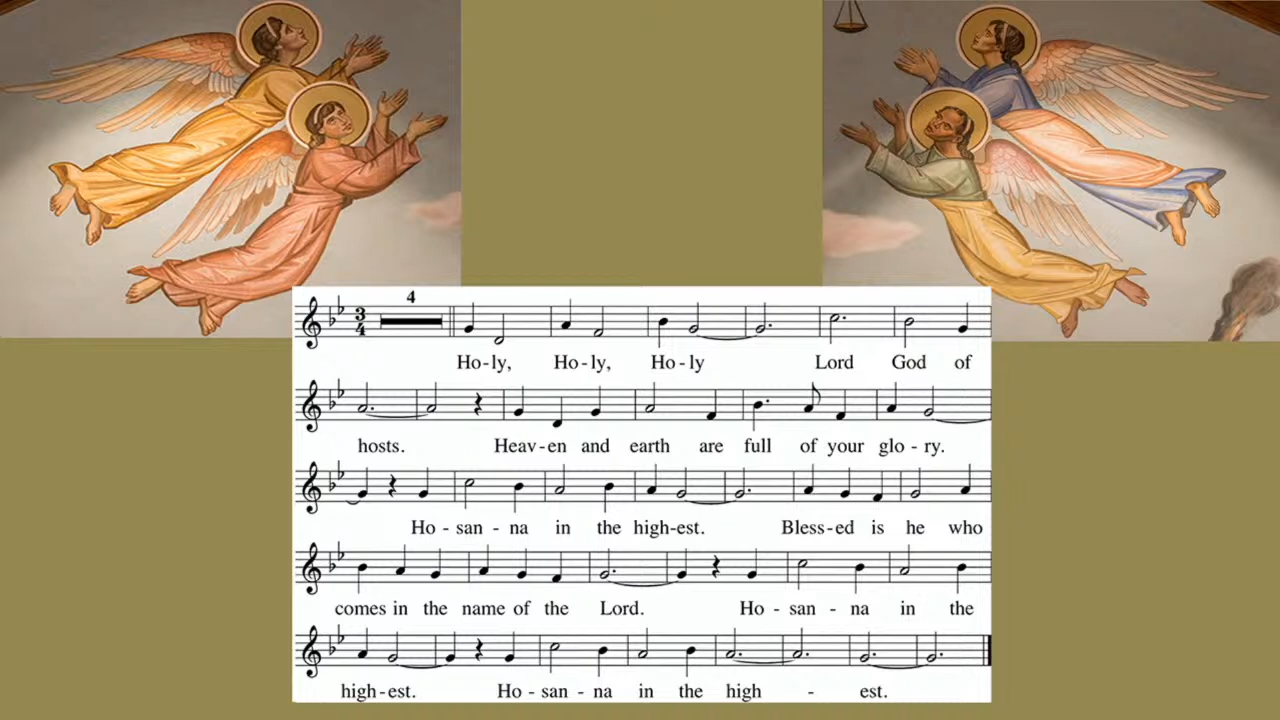 4
3
4
Ho-ly, Ho-ly, Ho-ly Lord God of
hosts. Heav-en and earth are full of your glo-ry.
Ho-san-na in the high-est. Bless-ed is he who
comes in the name of the Lord. Ho-san-na in the
high-est. Ho-san-na in the high-est.